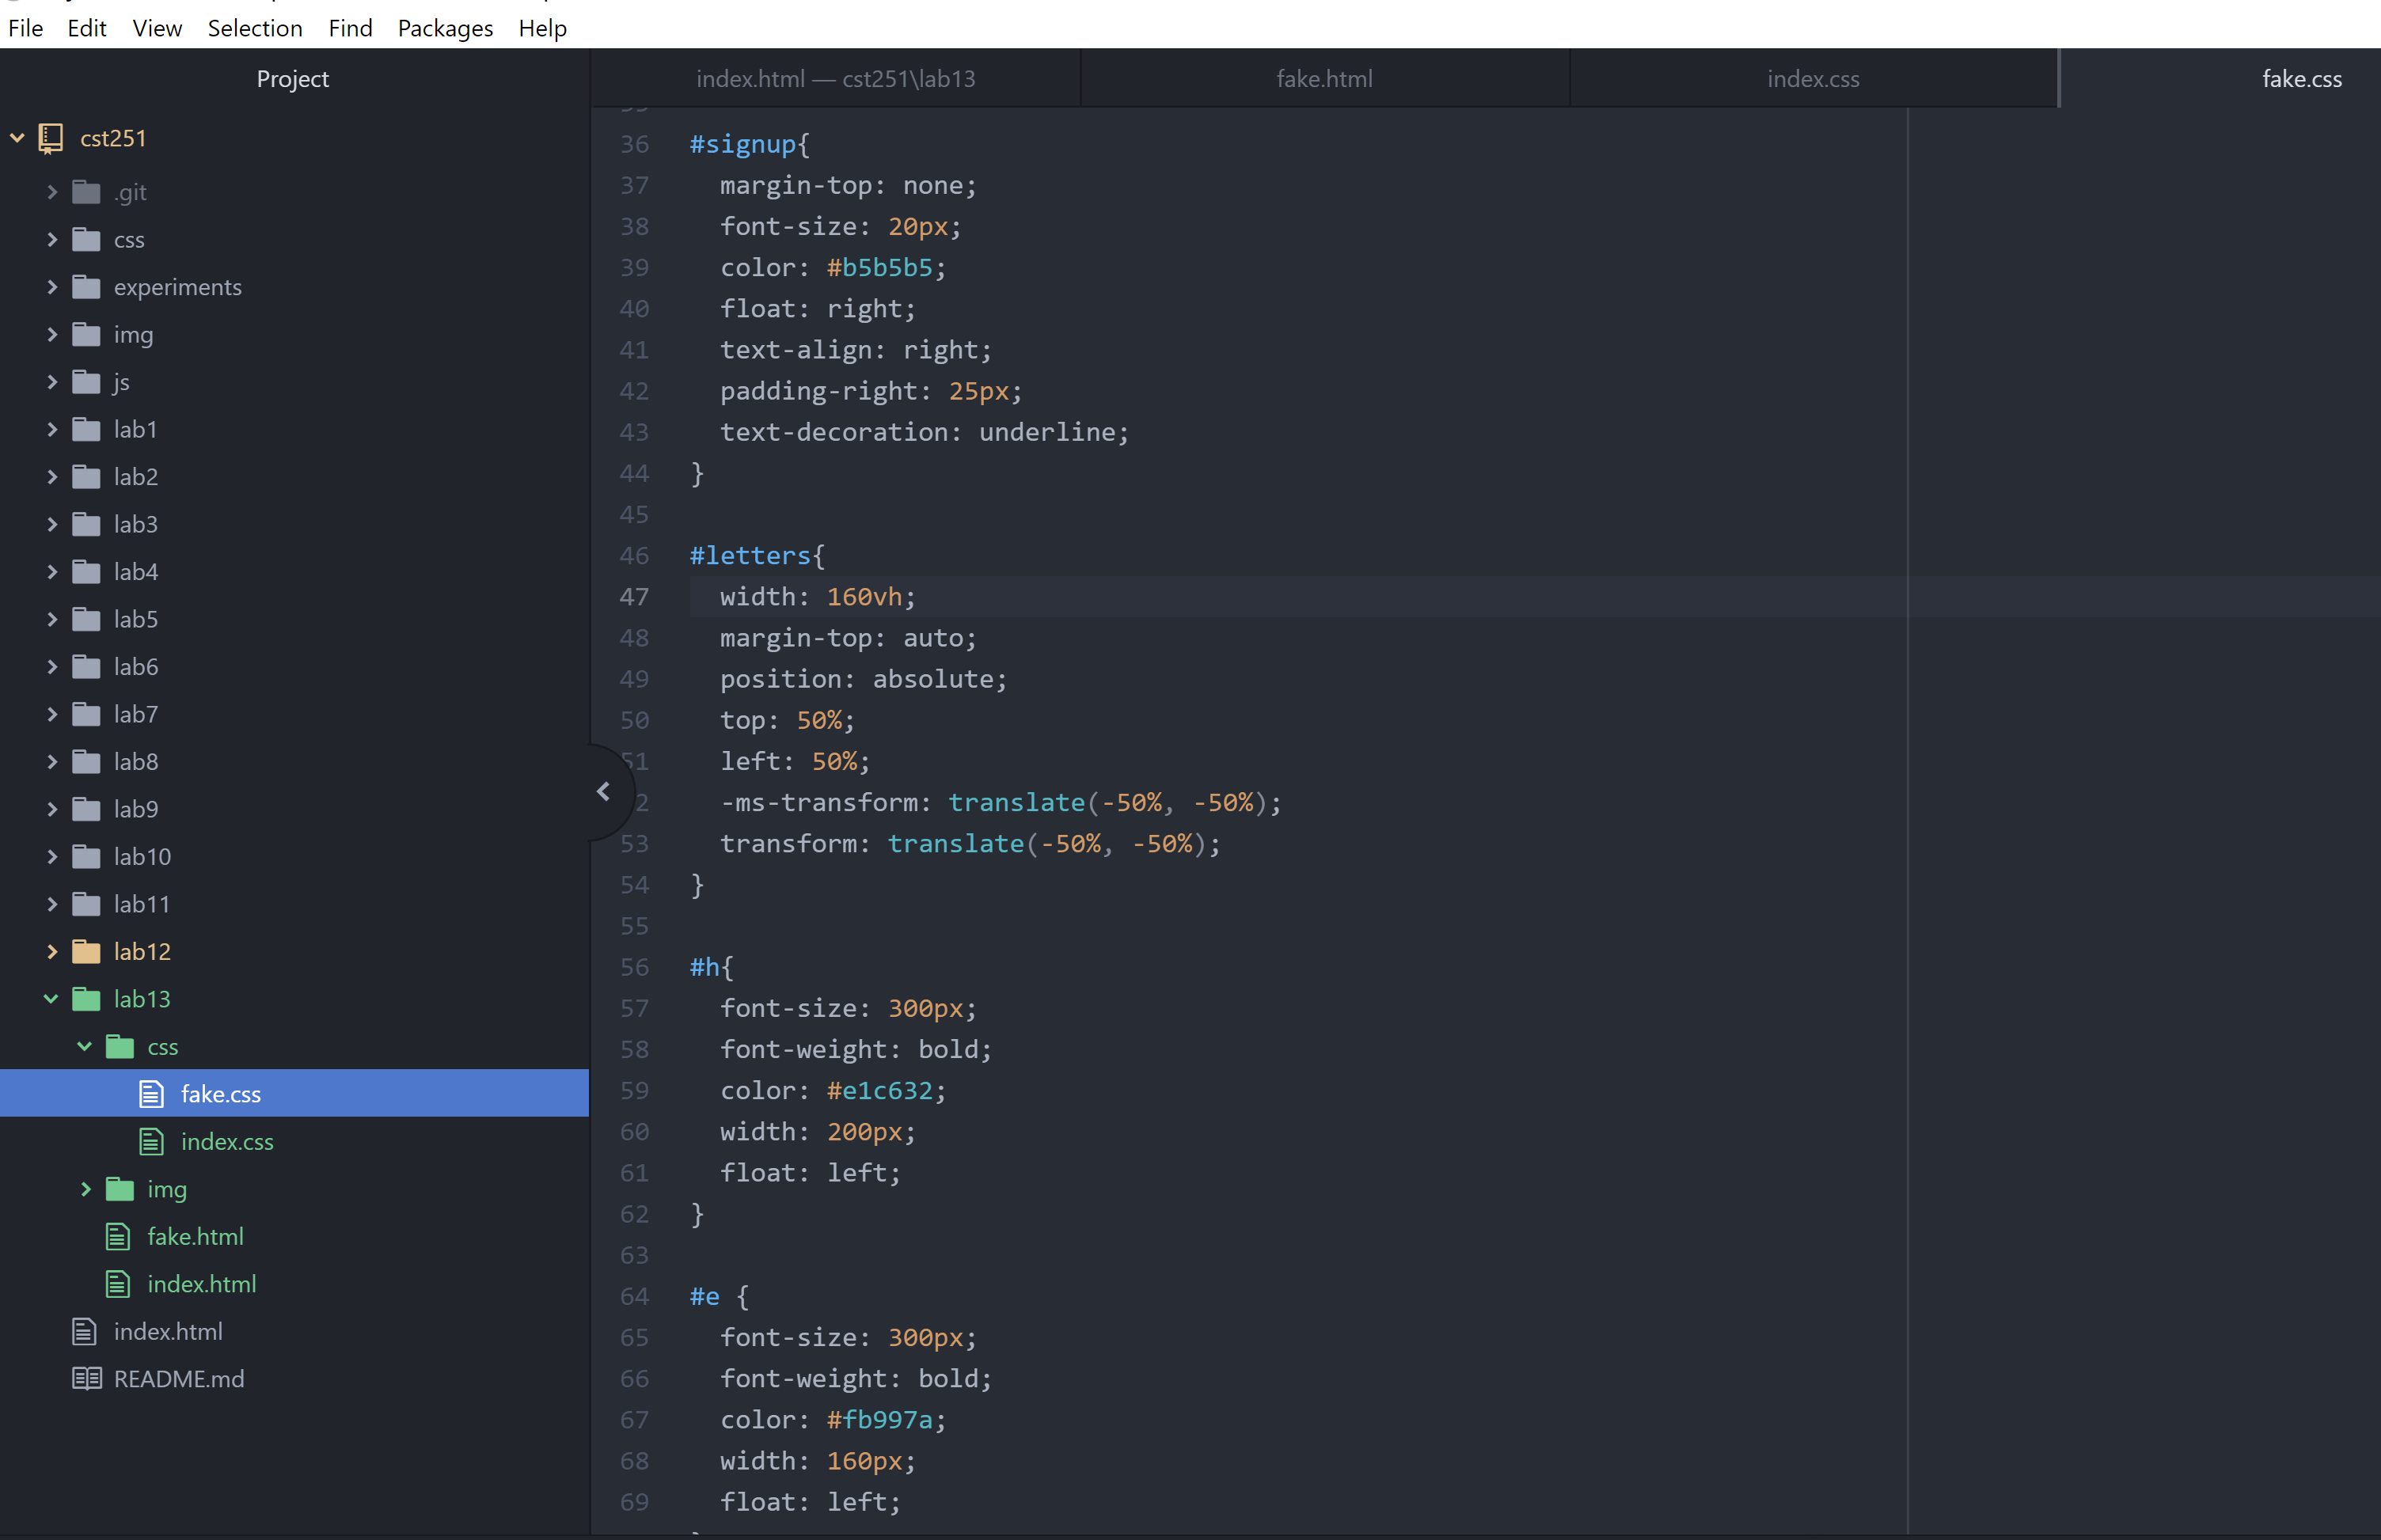 File Edit View Selection Find Packages Help
Project
cst251
.git
css
experiments
img
js
lab1
lab2
lab3
lab4
lab5
lab6
lab7
lab8
lab9
lab10
lab11
lab12
lab13
css
fake.css
index.css
img
fake.html
index.html
index.html
README.md
index.html — cst251\lab13 fake.html index.css fake.css
36 #signup{
37 margin-top: none;
38 font-size: 20px;
39 color: #b5b5b5;
40 float: right;
41 text-align: right;
42 padding-right: 25px;
43 text-decoration: underline;
44 }
45
46 #letters{
47 width: 160vh;
48 margin-top: auto;
49 position: absolute;
50 top: 50%;
51 left: 50%;
2 -ms-transform: translate(-50%, -50%);
53 transform: translate(-50%, -50%);
54 }
55
56 #h{
57 font-size: 300px;
58 font-weight: bold;
59 color: #e1c632;
60 width: 200px;
61 float: left;
62 }
63
64 #e {
65 font-size: 300px;
66 font-weight: bold;
67 color: #fb997a;
68 width: 160px;
69 float: left;